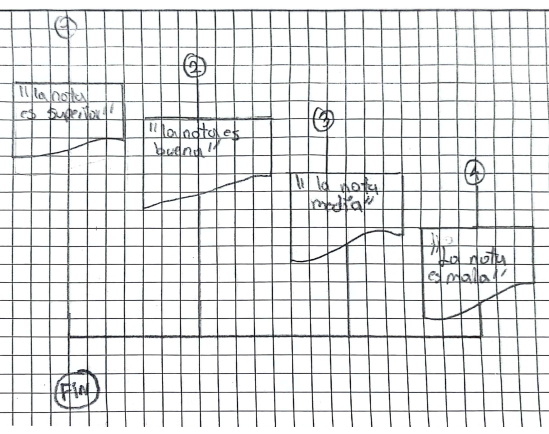 1
2
"la nota
es superior"
"la nota es
buena"
3
"la nota
media"
4
"La nota
es mala"
FIN